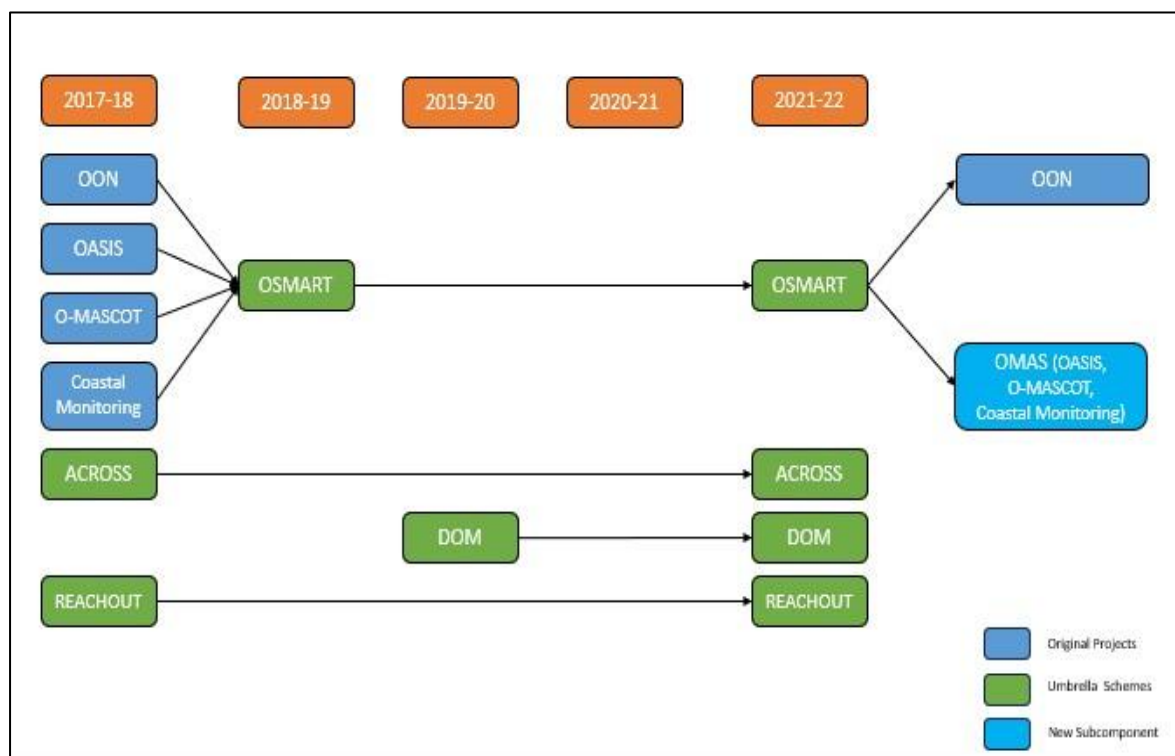 2017-18
2018-19
2019-20
2020-21
2021-22
OON
OON
OASIS
O-MASCOT
OSMART
OSMART
Coastal
Monitoring
OMAS (OASIS,
O-MASCOT,
Coastal Monitoring)
ACROSS
ACROSS
DOM
DOM
REACHOUT
REACHOUT
Original Projects
Umbrella Schemes
New Subcomponent